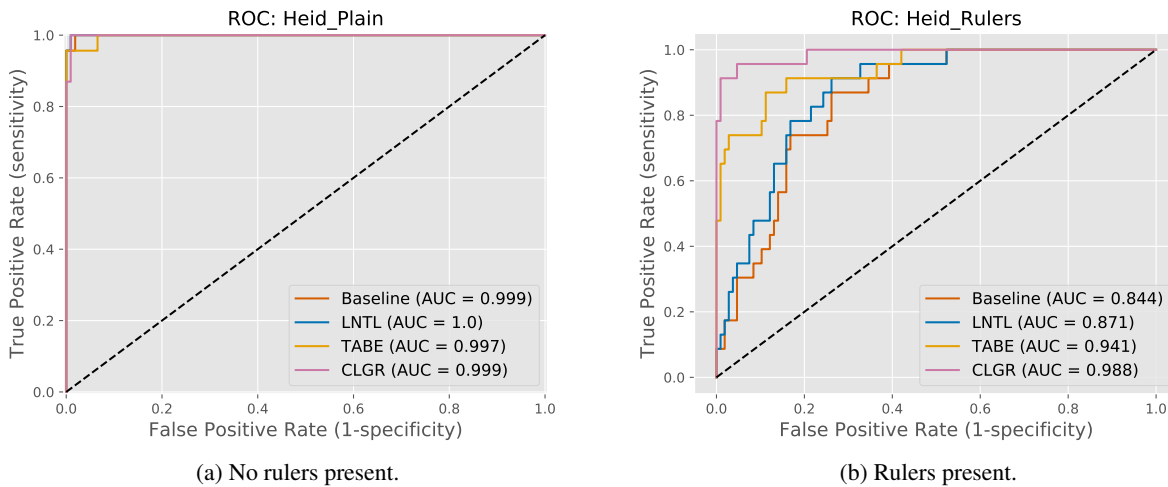 ROC: Heid_Plain
True Positive Rate (sensitivity)
1.0
0.8
0.6
0.4
0.2
0.0
Baseline (AUC = 0.999)
LNTL (AUC = 1.0)
TABE (AUC = 0.997)
CLGR (AUC = 0.999)
0.0 0.2 0.4 0.6 0.8 1.0
False Positive Rate (1-specificity)
(a) No rulers present.
ROC: Heid_Rulers
True Positive Rate (sensitivity)
1.0
0.8
0.6
0.4
0.2
0.0
Baseline (AUC = 0.844)
LNTL (AUC = 0.871)
TABE (AUC = 0.941)
CLGR (AUC = 0.988)
0.0 0.2 0.4 0.6 0.8 1.0
False Positive Rate (1-specificity)
(b) Rulers present.